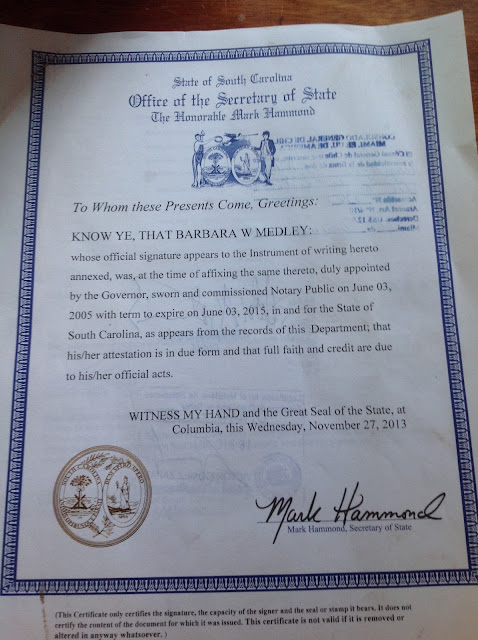 State of South Carolina
Office of the Secretary of State
The Honorable Mark Hammond
To Whom these Presents Come, Greetings:
KNOW YE, THAT BARBARA W MEDLEY:
whose official signature appears to the Instrument of writing hereto
annexed, was, at the time of affixing the same thereto, duly appointed
by the Governor, sworn and commissioned Notary Public on June 03,
2005 with term to expire on June 03, 2015, in and for the State of
South Carolina, as appears from the records of this Department; that
his/her attestation is in due form and that full faith and credit are due
to his/her official acts.
WITNESS MY HAND and the Great Seal of the State, at
Columbia, this Wednesday, November 27, 2013
Mark Hammond
Mark Hammond, Secretary of State
(This Certificate only certifies the signature, the capacity of the signer and the seal or stamp it bears. It does not
certify the content of the document for which it was issued. This certificate is not valid if it is removed or
altered in anyway whatsoever. )